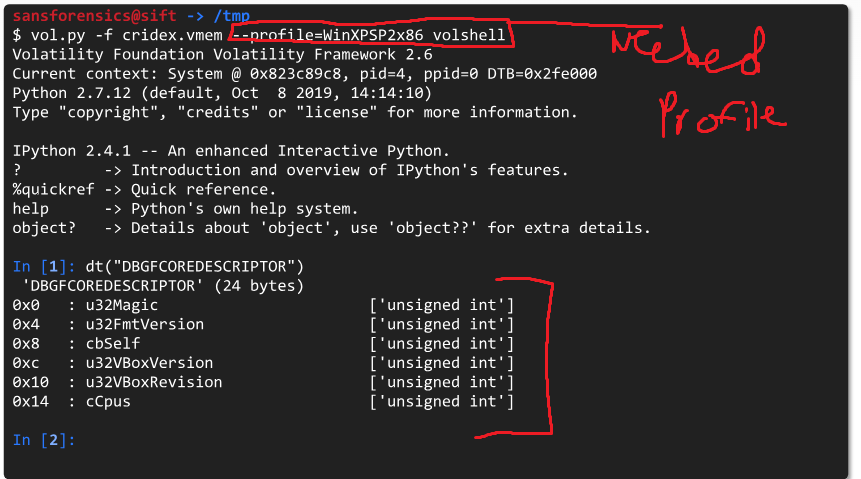 sansforensics@sift -> /tmp
$ vol.py -f cridex.vmem --profile=WinXPSP2x86 volshell
Needed
Volatility Foundation Volatility Framework 2.6
Current context: System @ 0x823c89c8, pid=4, ppid=0 DTB=0x2fe000
Python 2.7.12 (default, Oct  8 2019, 14:14:10)
Profile
Type "copyright", "credits" or "license" for more information.
IPython 2.4.1 -- An enhanced Interactive Python.
?         -> Introduction and overview of IPython's features.
%quickref -> Quick reference.
help      -> Python's own help system.
object?   -> Details about 'object', use 'object??' for extra details.
In [1]: dt("DBGFCOREDESCRIPTOR")
'DBGFCOREDESCRIPTOR' (24 bytes)
0x0   : u32Magic                       ['unsigned int']
0x4   : u32FmtVersion                  ['unsigned int']
0x8   : cbSelf                         ['unsigned int']
0xc   : u32VBoxVersion                 ['unsigned int']
0x10  : u32VBoxRevision                ['unsigned int']
0x14  : cCpus                          ['unsigned int']
In [2]: